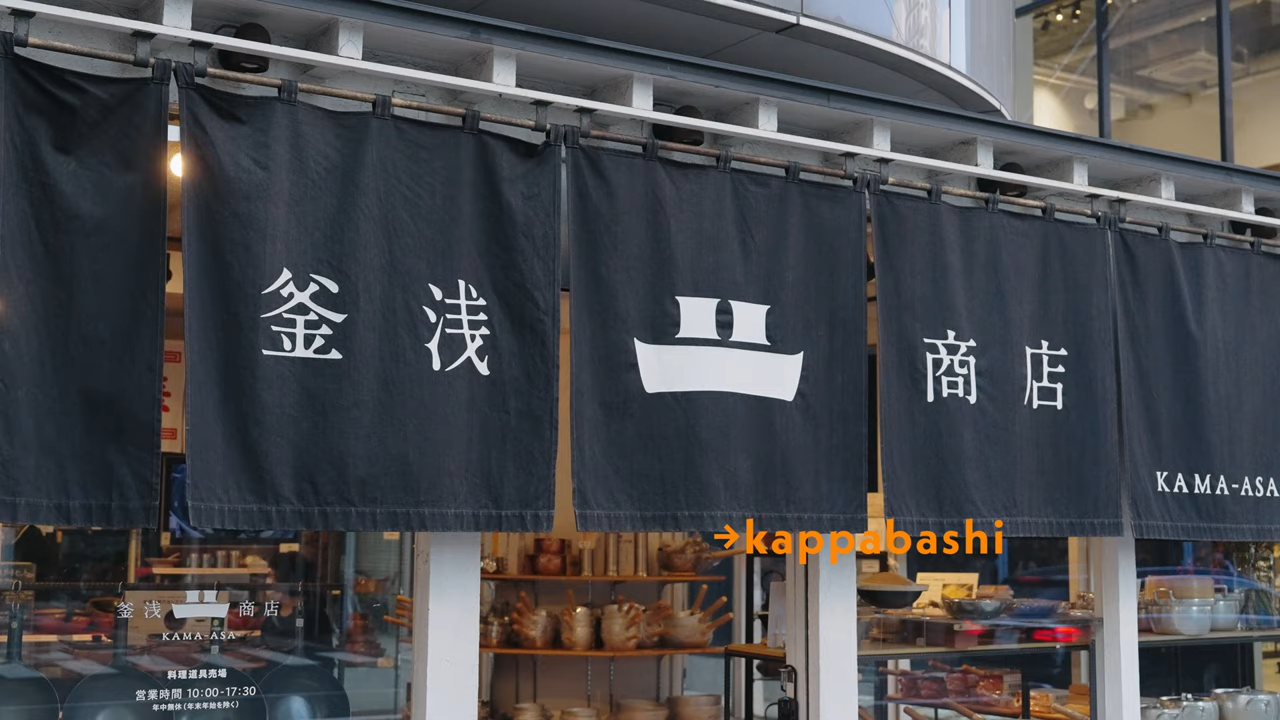 釜浅商店
KAMA-ASA
→kappabashi
釜浅商店
KAMA-ASA
料理道具売場
営業時間 10:00-17:30
年中無休(年末年始を除く)